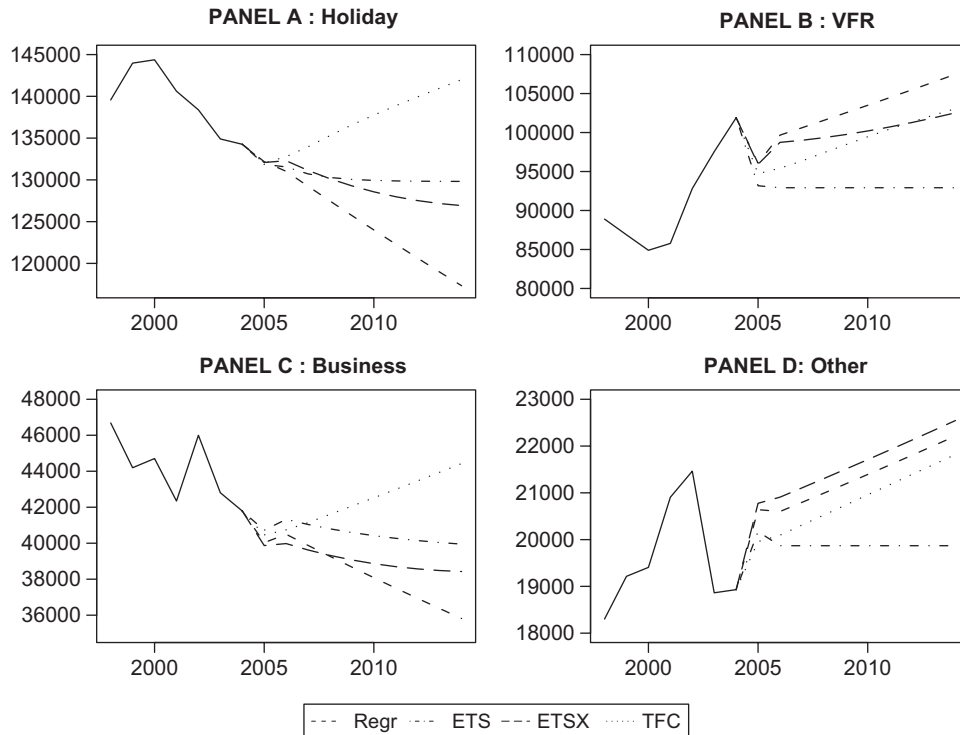 PANEL A : Holiday
145000
140000
135000
130000
125000
120000
2000 2005 2010
PANEL B : VFR
110000
105000
100000
95000
90000
85000
80000
2000 2005 2010
PANEL C : Business
48000
46000
44000
42000
40000
38000
36000
2000 2005 2010
PANEL D: Other
23000
22000
21000
20000
19000
18000
2000 2005 2010
Regr ETS ETSX TFC